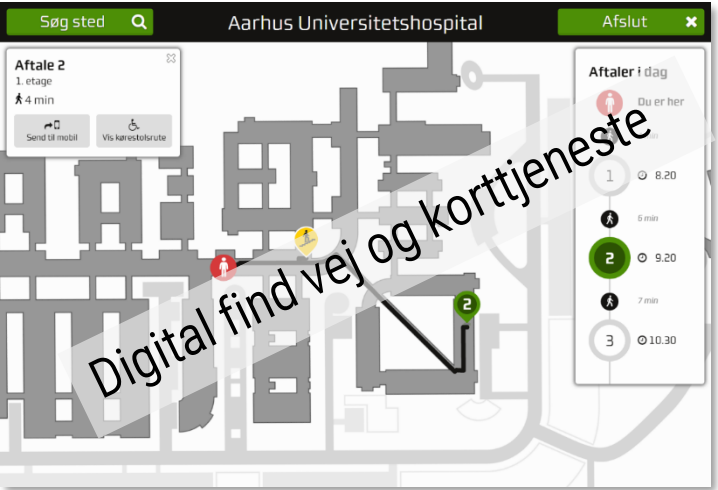 Søg sted
Aarhus Universitetshospital
Afslut
Aftale 2
1. etage
4 min
Send til mobil
Vis kørestolsrute
Aftaler i dag
Du er her
1
8.20
5 min
2
9.20
7 min
3
10.30
2
Digital find vej og korttjeneste